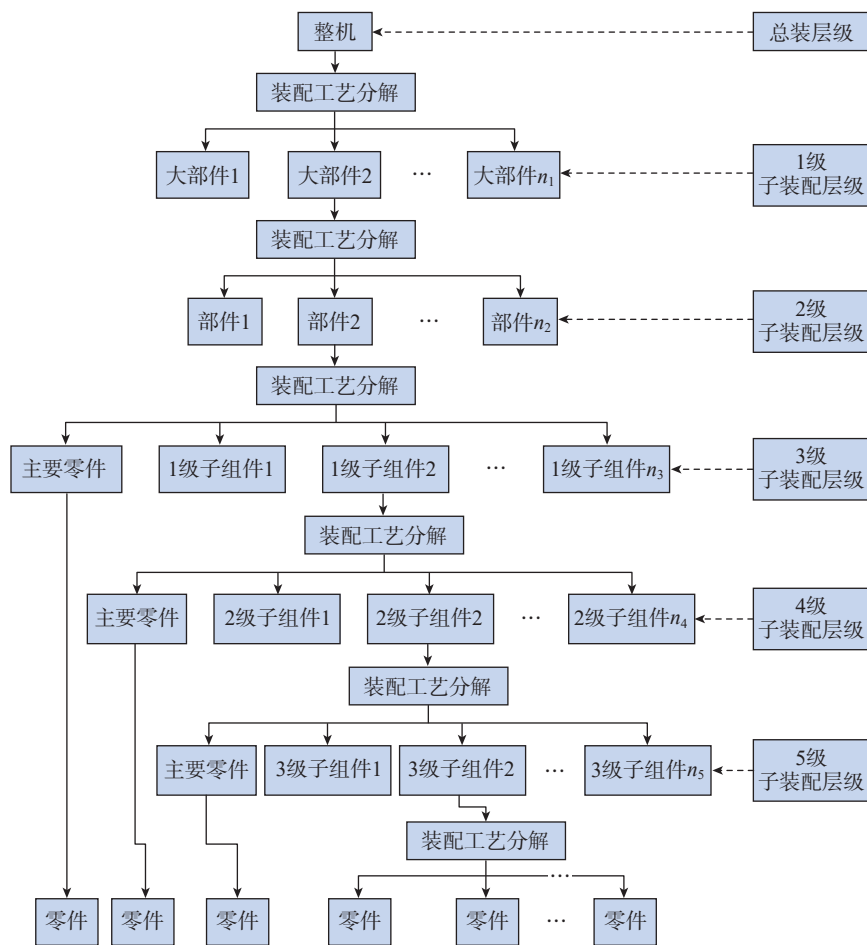 整机
总装层级
装配工艺分解
大部件1
大部件2
…
大部件n₁
1级
子装配层级
装配工艺分解
部件1
部件2
…
部件n₂
2级
子装配层级
装配工艺分解
主要零件
1级子组件1
1级子组件2
…
1级子组件n₃
3级
子装配层级
装配工艺分解
主要零件
2级子组件1
2级子组件2
…
2级子组件n₄
4级
子装配层级
装配工艺分解
主要零件
3级子组件1
3级子组件2
…
3级子组件n₅
5级
子装配层级
装配工艺分解
…
零件
零件
零件
零件
零件
…
零件